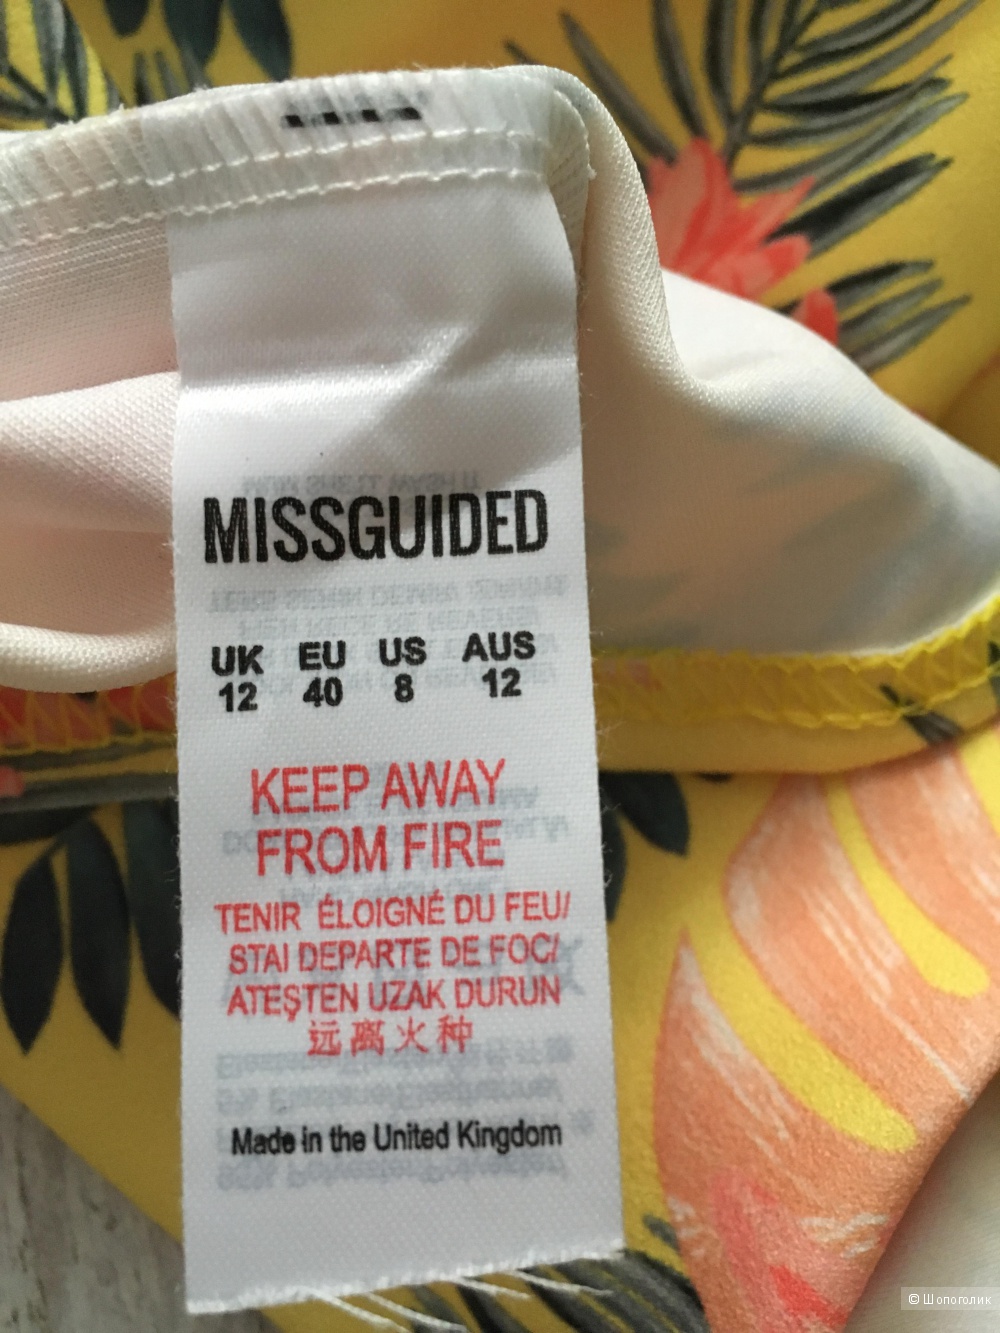 MISSGUIDED
UK EU US AUS
12 40 8 12
KEEP AWAY
FROM FIRE
TENIR ÉLOIGNÉ DU FEU/
STAI DEPARTE DE FOC/
ATEŞTEN UZAK DURUN
远离火种
Made in the United Kingdom
© Шопоголик